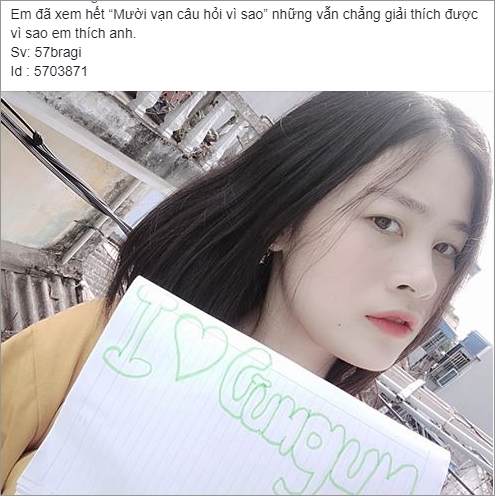 Em đã xem hết “Mười vạn câu hỏi vì sao” những vẫn chẳng giải thích được
vì sao em thích anh.
Sv: 57bragi
Id : 5703871
I ♡ Gùngun